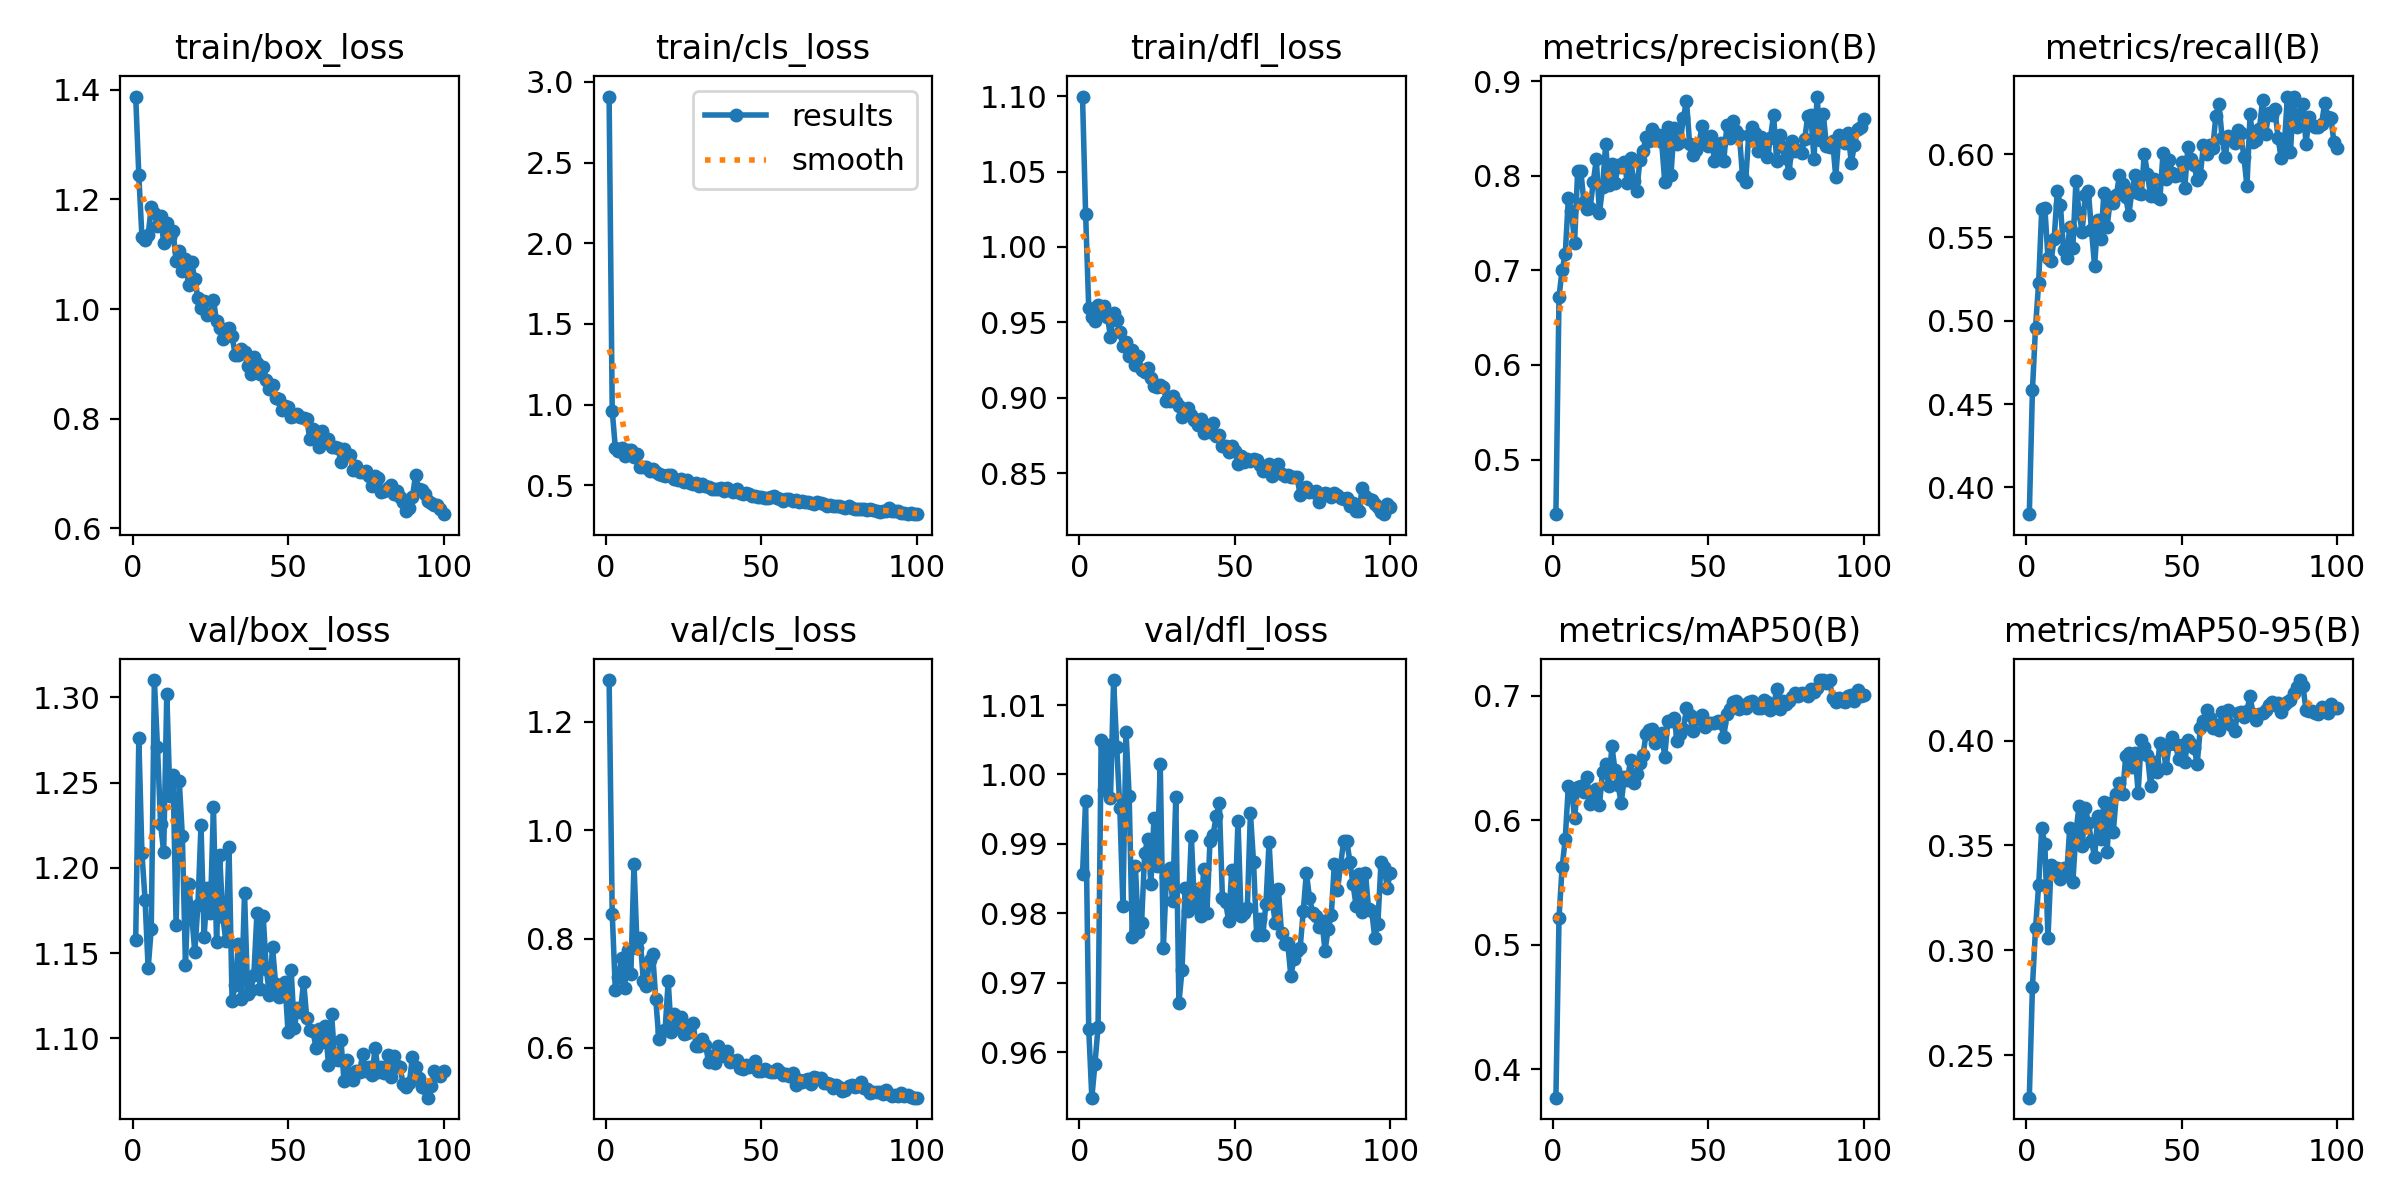 train/box_loss
1.4
1.2
1.0
0.8
0.6
0 50 100
train/cls_loss
3.0
2.5
2.0
1.5
1.0
0.5
results
smooth
0 50 100
train/dfl_loss
1.10
1.05
1.00
0.95
0.90
0.85
0 50 100
metrics/precision(B)
0.9
0.8
0.7
0.6
0.5
0 50 100
metrics/recall(B)
0.60
0.55
0.50
0.45
0.40
0 50 100
val/box_loss
1.30
1.25
1.20
1.15
1.10
0 50 100
val/cls_loss
1.2
1.0
0.8
0.6
0 50 100
val/dfl_loss
1.01
1.00
0.99
0.98
0.97
0.96
0 50 100
metrics/mAP50(B)
0.7
0.6
0.5
0.4
0 50 100
metrics/mAP50-95(B)
0.40
0.35
0.30
0.25
0 50 100